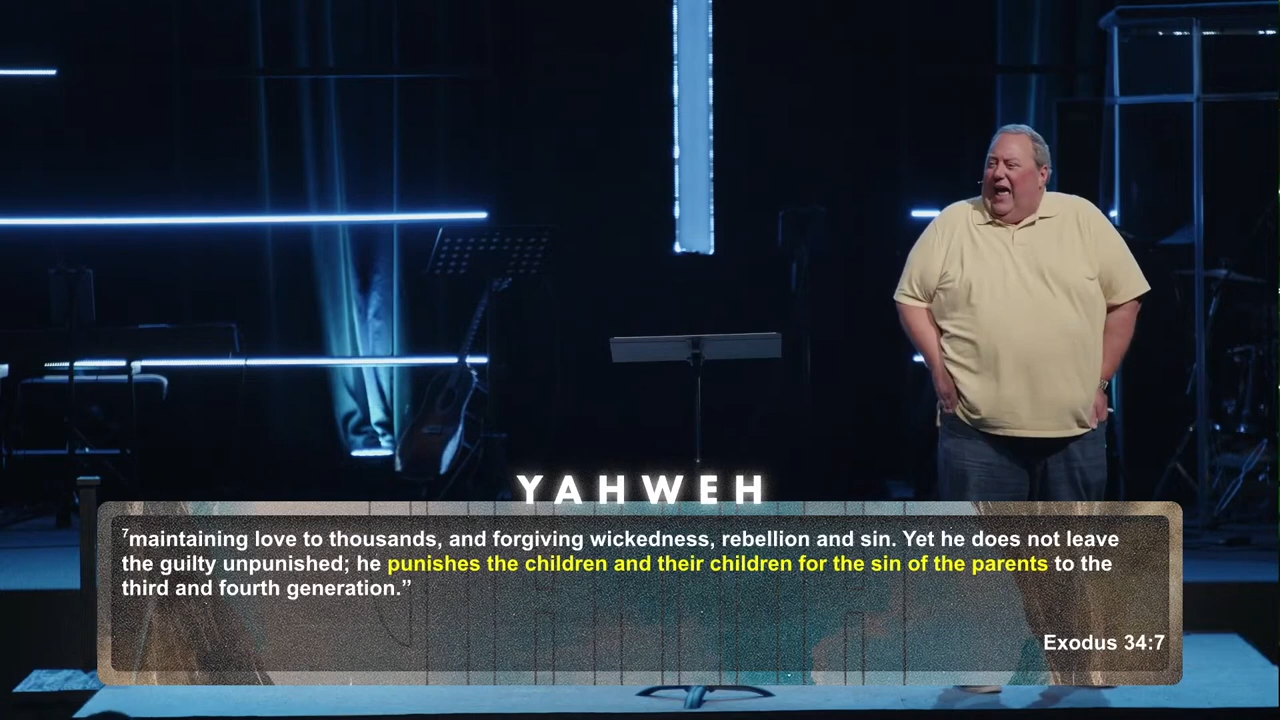 YAHWEH
7maintaining love to thousands, and forgiving wickedness, rebellion and sin. Yet he does not leave
the guilty unpunished; he punishes the children and their children for the sin of the parents to the
third and fourth generation.”
Exodus 34:7